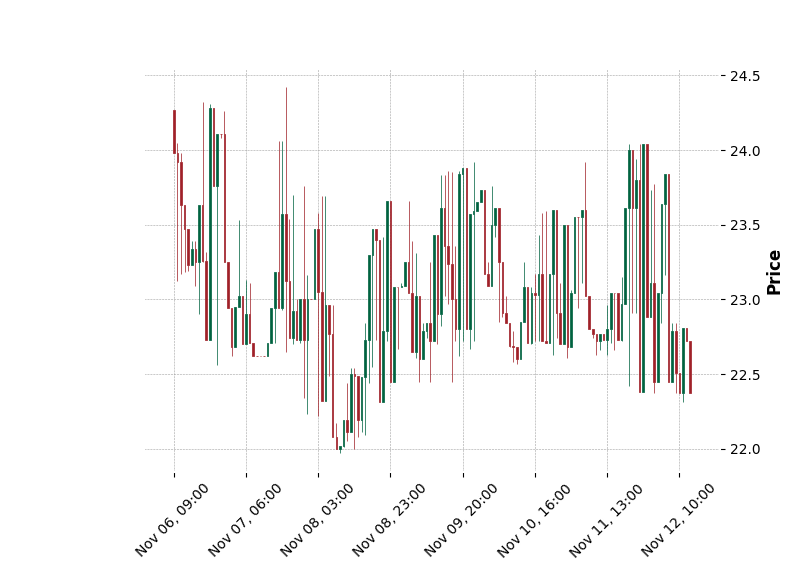 24.5
24.0
23.5
23.0
22.5
22.0
Price
Nov 06, 09:00
Nov 07, 06:00
Nov 08, 03:00
Nov 08, 23:00
Nov 09, 20:00
Nov 10, 16:00
Nov 11, 13:00
Nov 12, 10:00